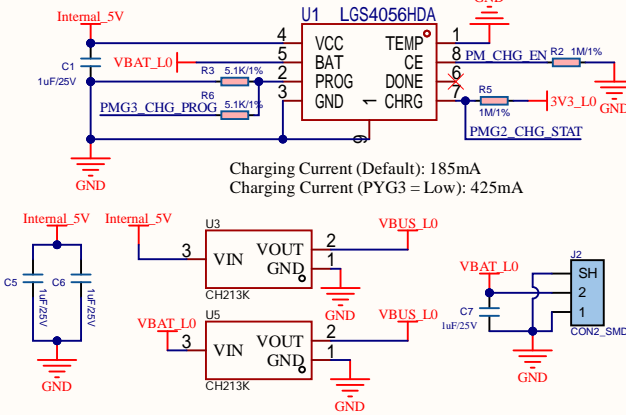 GND
Internal_5V
U1 LGS4056HDA
4 VCC TEMP 1
VBAT_L0 5 BAT CE 8 PM_CHG_EN R2 1M/1%
C1
1uF/25V
R3 5.1K/1% 2 PROG DONE 6
3 GND CHRG 7 R5 3V3_L0 GND
R6
PMG3_CHG_PROG 5.1K/1%
1 1M/1%
9 PMG2_CHG_STAT
GND
Charging Current (Default): 185mA
Charging Current (PYG3 = Low): 425mA
Internal_5V Internal_5V
U3
VBUS_L0
3 VIN VOUT 2
GND 1
CH213K
GND
C5 1uF/25V C6 1uF/25V
GND
U5
VBAT_L0 VBUS_L0
3 VIN VOUT 2
GND 1
CH213K
GND
J2
VBAT_L0 SH
2
C7 1
1uF/25V CON2_SMD
GND